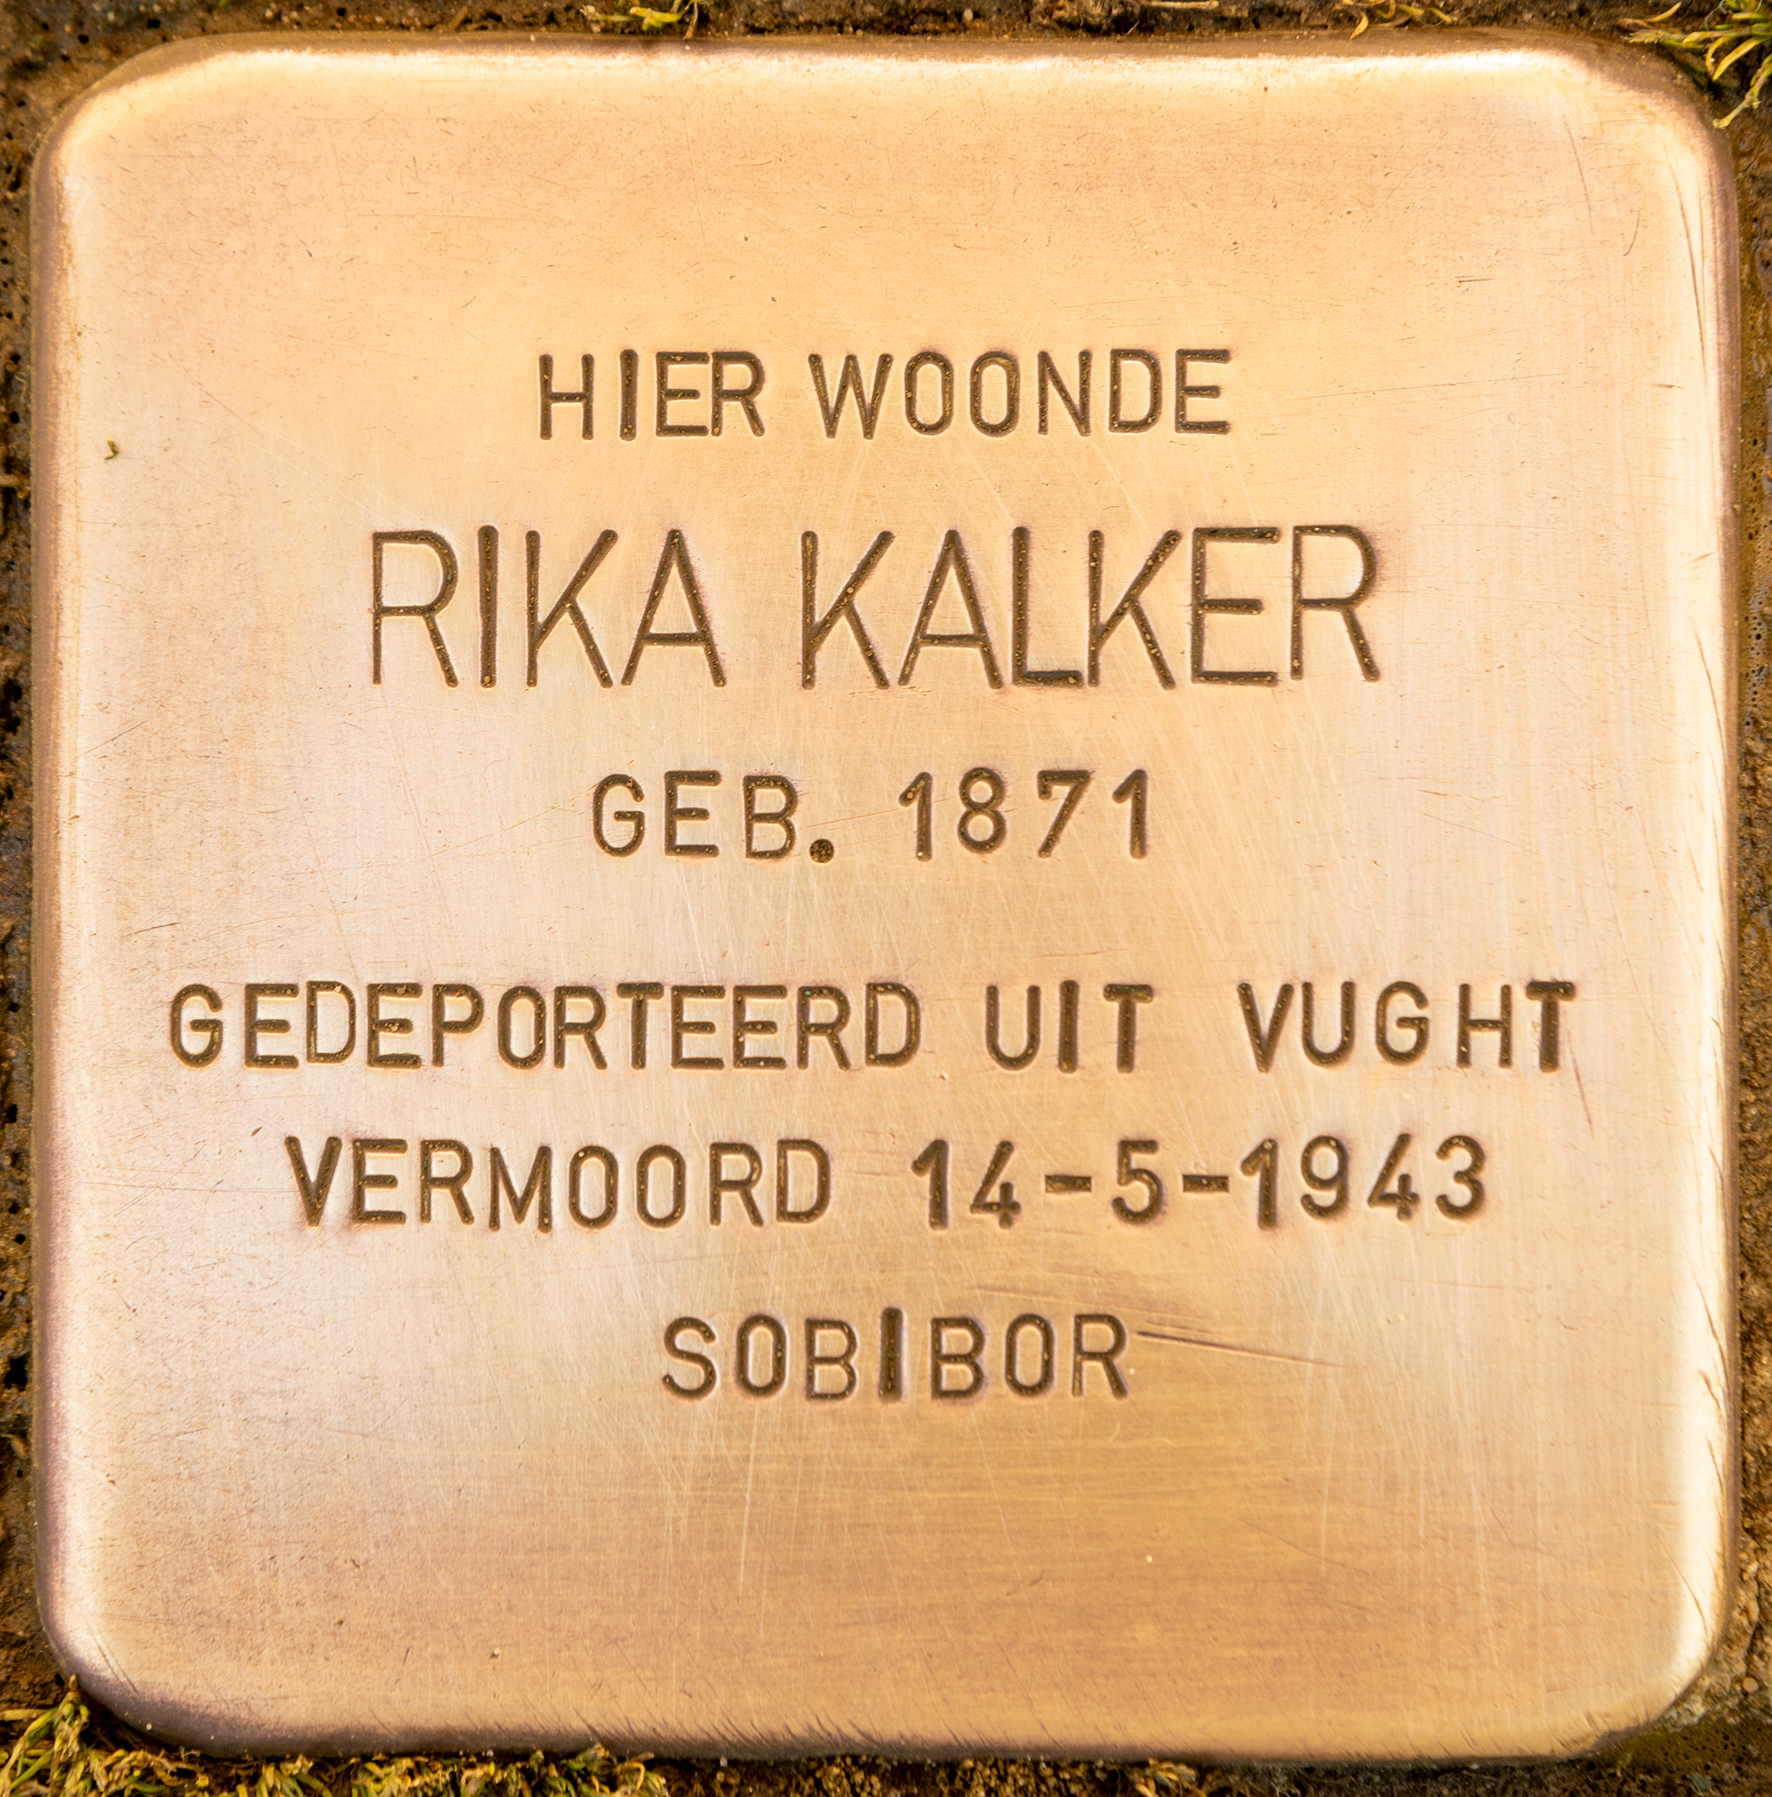 HIER WOONDE
RIKA KALKER
GEB. 1871
GEDEPORTEERD UIT VUGHT
VERMOORD 14-5-1943
SOBIBOR